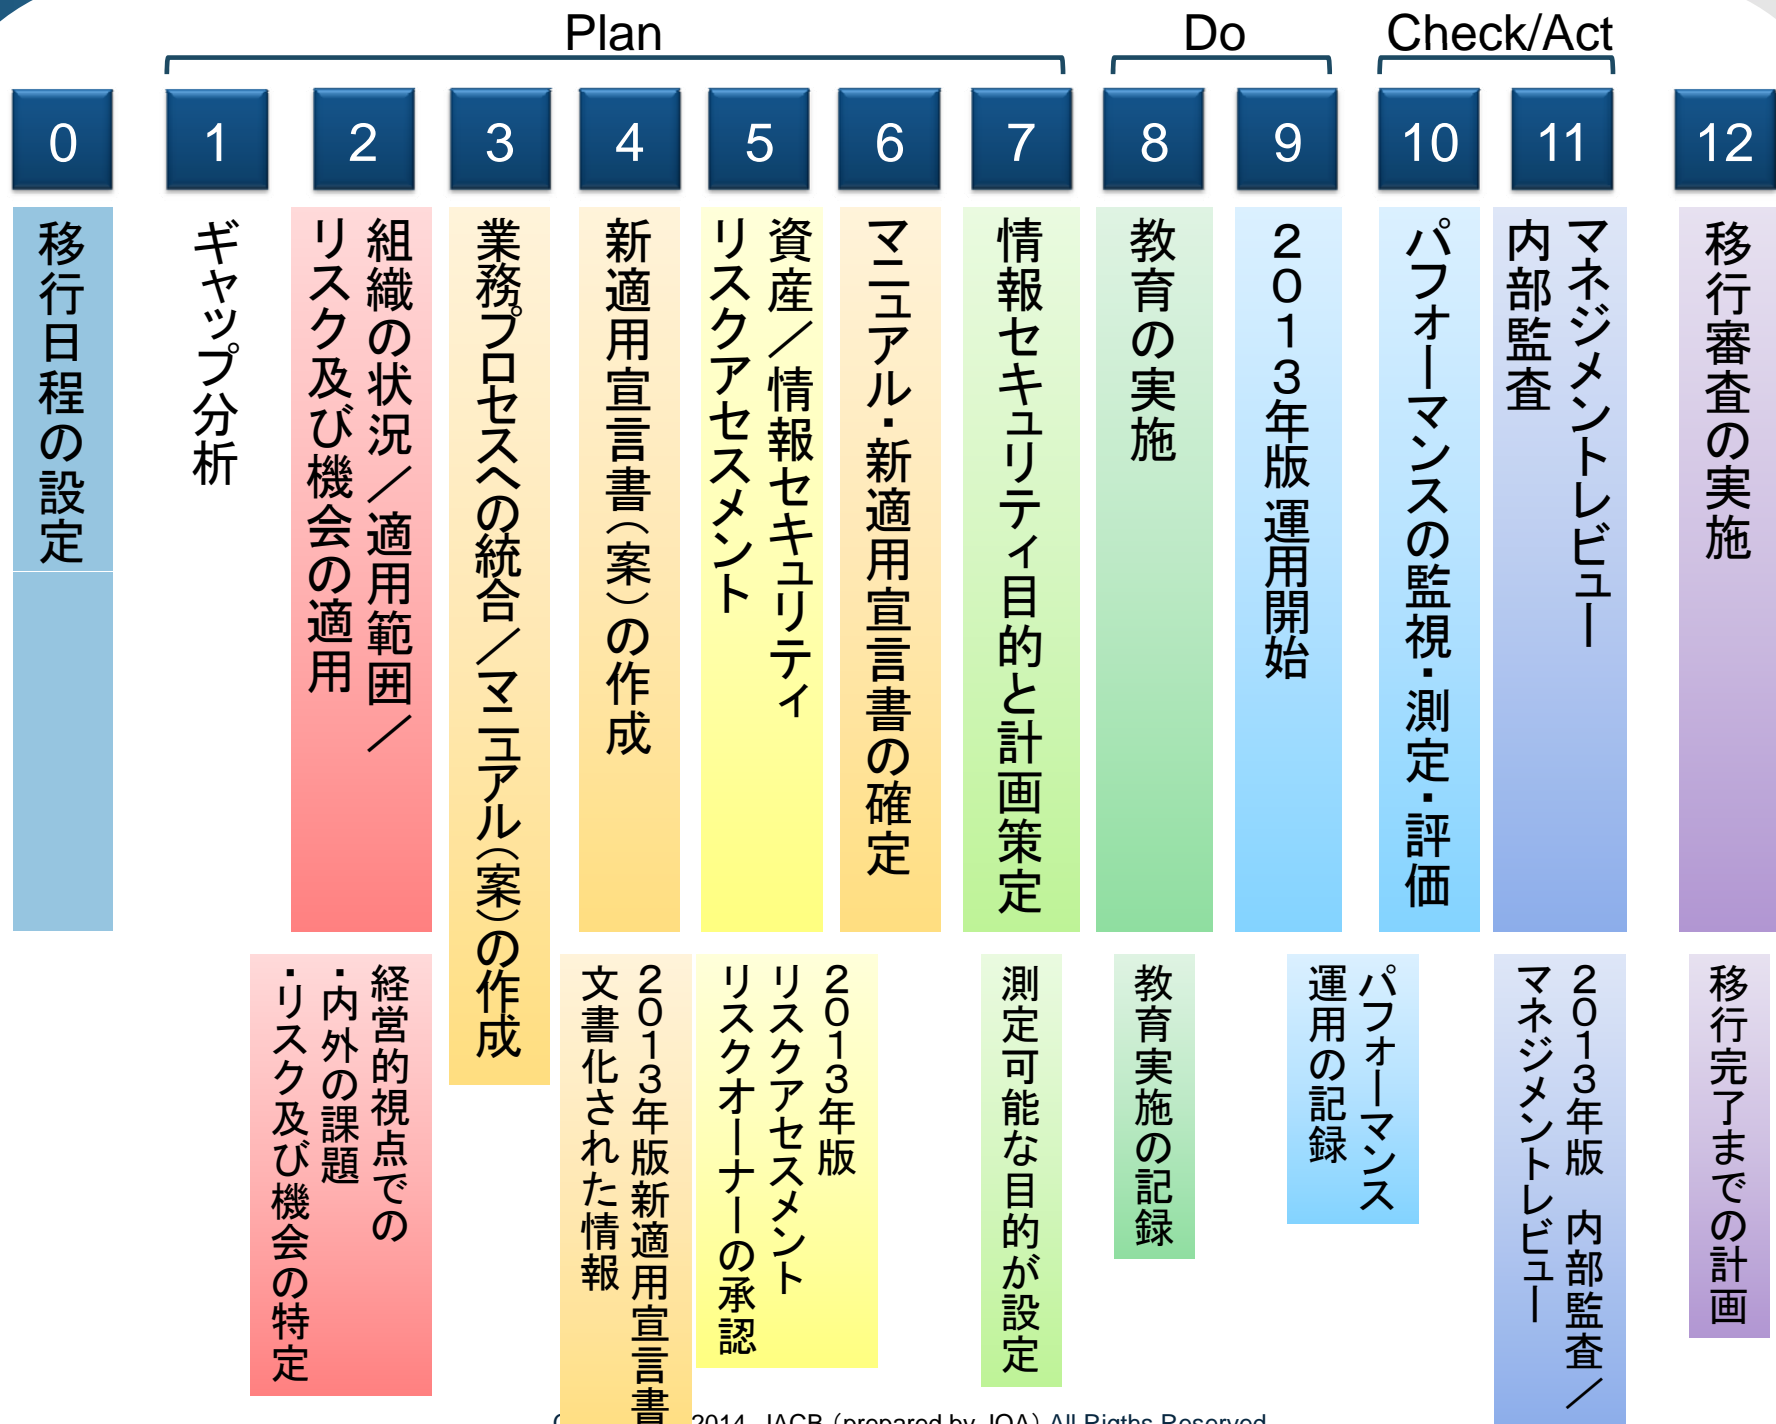 Plan
Do
Check/Act
0
1
2
3
4
5
6
7
8
9
10
11
12
移行日程の設定
ギャップ分析
組織の状況／適用範囲／
リスク及び機会の適用
業務プロセスへの統合／マニュアル（案）の作成
新適用宣言書（案）の作成
資産／情報セキュリティ
リスクアセスメント
マニュアル・新適用宣言書の確定
情報セキュリティ目的と計画策定
教育の実施
２０１３年版 運用開始
パフォーマンスの監視・測定・評価
マネジメントレビュー
内部監査
移行審査の実施
経営的視点での
・内外の課題
・リスク及び機会の特定
２０１３年版新適用宣言書
文書化された情報
２０１３年版
リスクアセスメント
リスクオーナーの承認
測定可能な目的が設定
教育実施の記録
パフォーマンス
運用の記録
２０１３年版　内部監査／
マネジメントレビュー
移行完了までの計画
2014 JACB (prepared by JQA) All Rigths Reserved